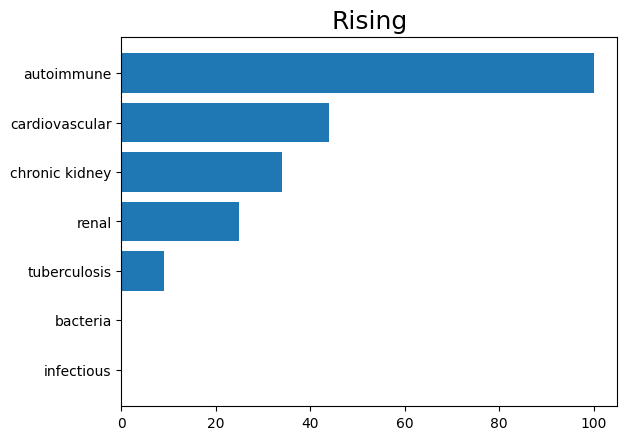 Rising
autoimmune
cardiovascular
chronic kidney
renal
tuberculosis
bacteria
infectious
0 20 40 60 80 100